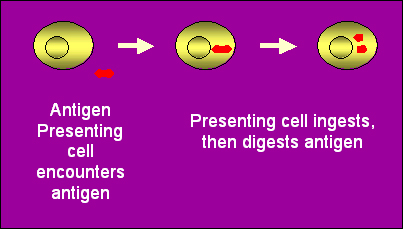 Antigen
Presenting
cell
encounters
antigen
Presenting cell ingests,
then digests antigen